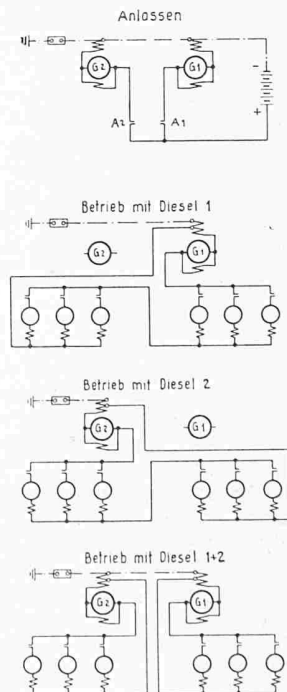 Anlassen
G2 G1
-
A2 A1
+
Betrieb mit Diesel 1
G2 G1
Betrieb mit Diesel 2
G2 G1
Betrieb mit Diesel 1+2
G2 G1